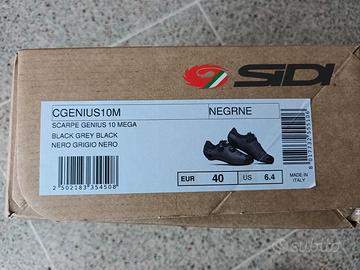 SIDI
CGENIUS10M
NEGRNE
SCARPE GENIUS 10 MEGA
BLACK GREY BLACK
NERO GRIGIO NERO
2 502183 354508
EUR 40 US 6.4
MADE IN ITALY
subito